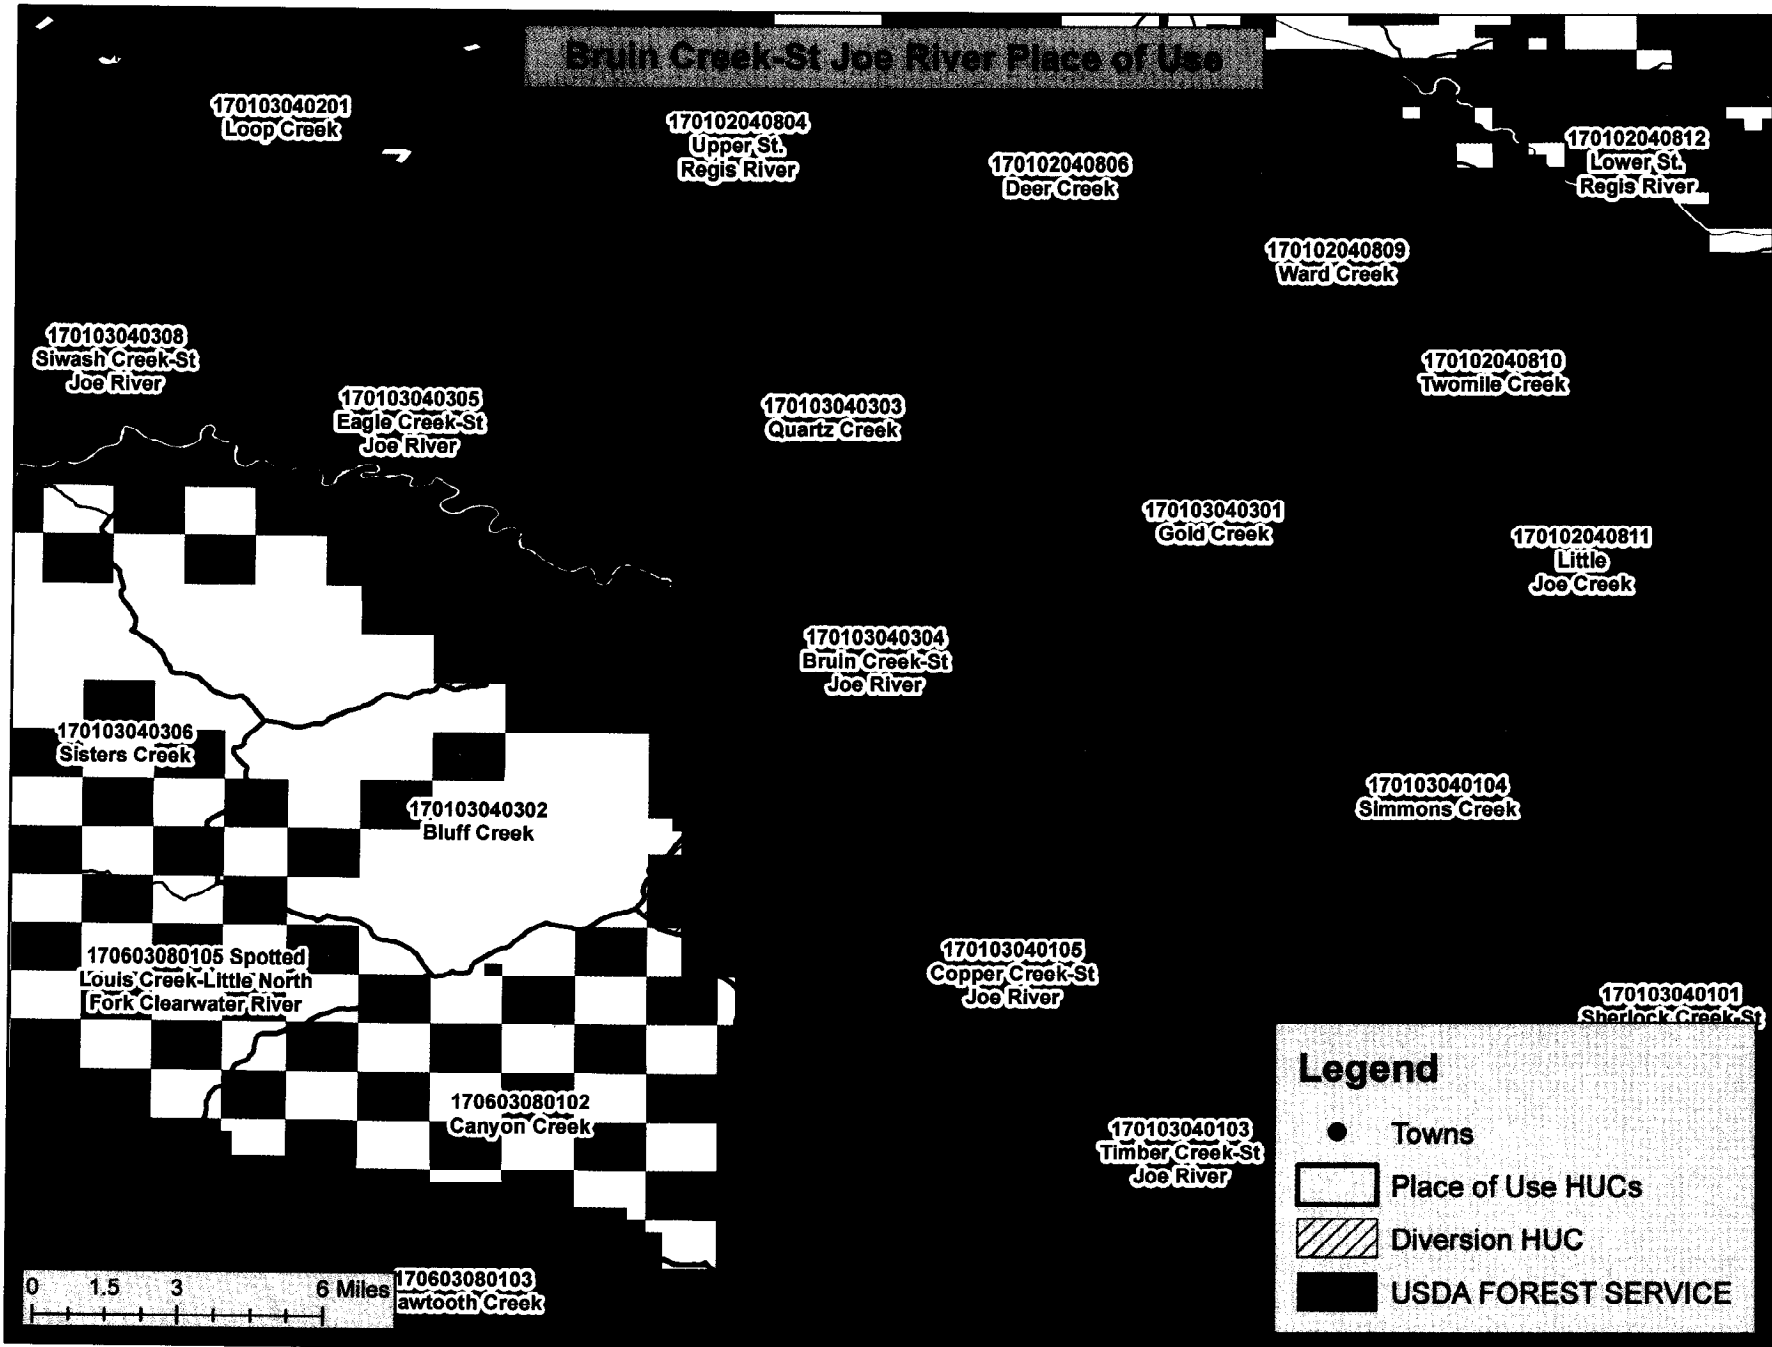 Bruin Creek-St Joe River Place of Use
170103040201
Loop Creek
170102040804
Upper St.
Regis River
170102040806
Deer Creek
170102040812
Lower St.
Regis River
170102040809
Ward Creek
170103040308
Siwash Creek-St
Joe River
170103040305
Eagle Creek-St
Joe River
170103040303
Quartz Creek
170102040810
Twomile Creek
170103040301
Gold Creek
170102040811
Little
Joe Creek
170103040304
Bruin Creek-St
Joe River
170103040306
Sisters Creek
170103040302
Bluff Creek
170103040104
Simmons Creek
170603080105 Spotted
Louis Creek-Little North
Fork Clearwater River
170103040105
Copper Creek-St
Joe River
170103040101
Sherlock Creek-St
170603080102
Canyon Creek
170103040103
Timber Creek-St
Joe River
170603080103
awtooth Creek
0 1.5 3 6 Miles
Legend
Towns
Place of Use HUCs
Diversion HUC
USDA FOREST SERVICE